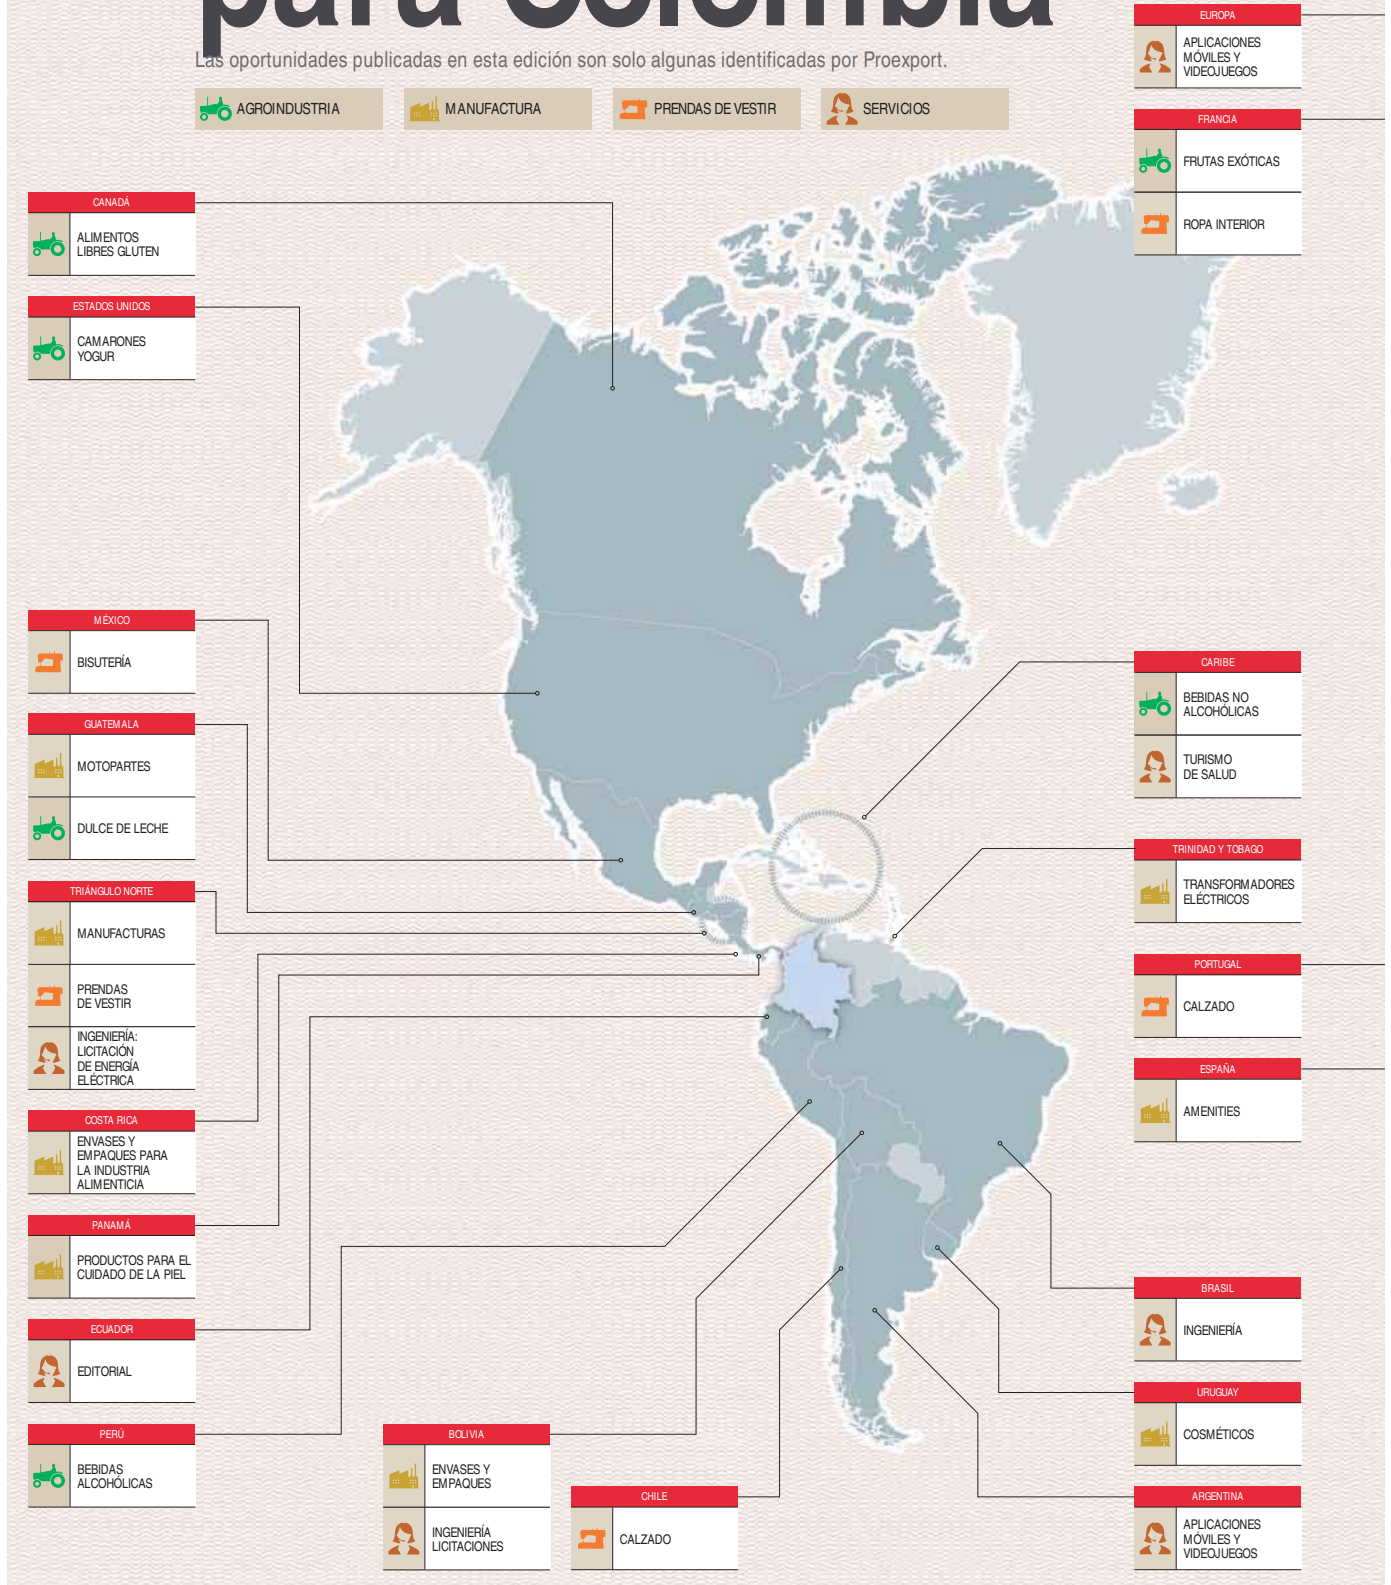 para Colombia
Las oportunidades publicadas en esta edición son solo algunas identificadas por Proexport.
AGROINDUSTRIA
MANUFACTURA
PRENDAS DE VESTIR
SERVICIOS
CANADÁ
ALIMENTOS
LIBRES GLUTEN
ESTADOS UNIDOS
CAMARONES
YOGUR
MÉXICO
BISUTERÍA
GUATEMALA
MOTOPARTES
DULCE DE LECHE
TRIÁNGULO NORTE
MANUFACTURAS
PRENDAS
DE VESTIR
INGENIERÍA:
LICITACIÓN
DE ENERGÍA
ELÉCTRICA
COSTA RICA
ENVASES Y
EMPAQUES PARA
LA INDUSTRIA
ALIMENTICIA
PANAMÁ
PRODUCTOS PARA EL
CUIDADO DE LA PIEL
ECUADOR
EDITORIAL
PERÚ
BEBIDAS
ALCOHÓLICAS
BOLIVIA
ENVASES Y
EMPAQUES
INGENIERÍA
LICITACIONES
CHILE
CALZADO
EUROPA
APLICACIONES
MÓVILES Y
VIDEOJUEGOS
FRANCIA
FRUTAS EXÓTICAS
ROPA INTERIOR
CARIBE
BEBIDAS NO
ALCOHÓLICAS
TURISMO
DE SALUD
TRINIDAD Y TOBAGO
TRANSFORMADORES
ELÉCTRICOS
PORTUGAL
CALZADO
ESPAÑA
AMENITIES
BRASIL
INGENIERÍA
URUGUAY
COSMÉTICOS
ARGENTINA
APLICACIONES
MÓVILES Y
VIDEOJUEGOS